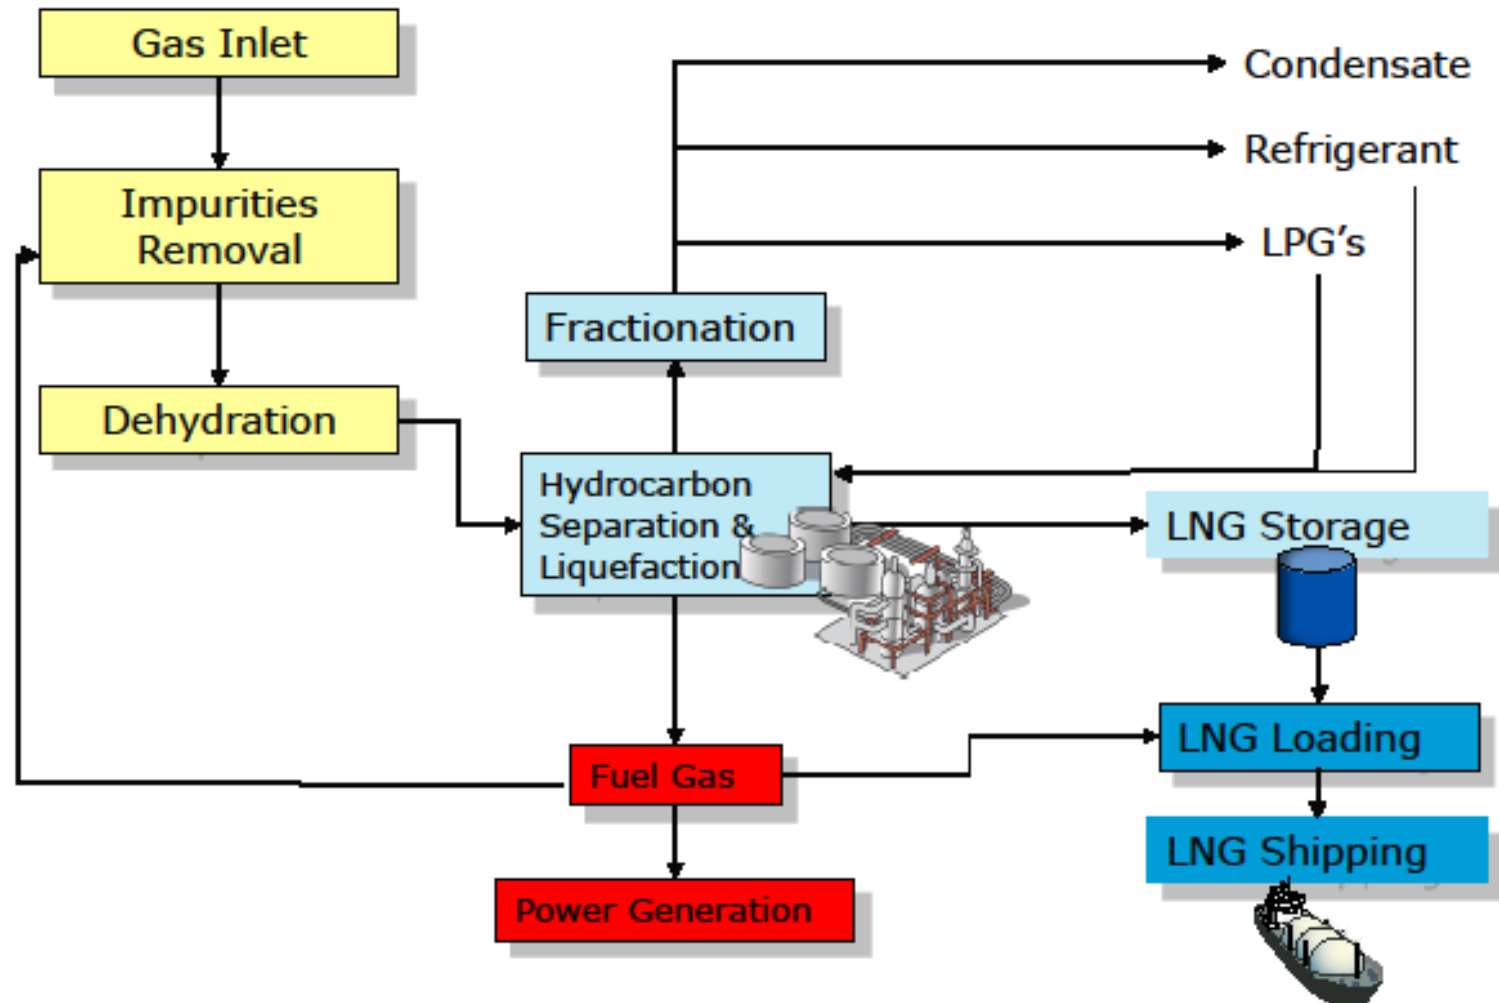 Gas Inlet
Impurities
Removal
Dehydration
Condensate
Refrigerant
LPG's
Fractionation
Hydrocarbon
Separation &
Liquefaction
LNG Storage
Fuel Gas
LNG Loading
Power Generation
LNG Shipping